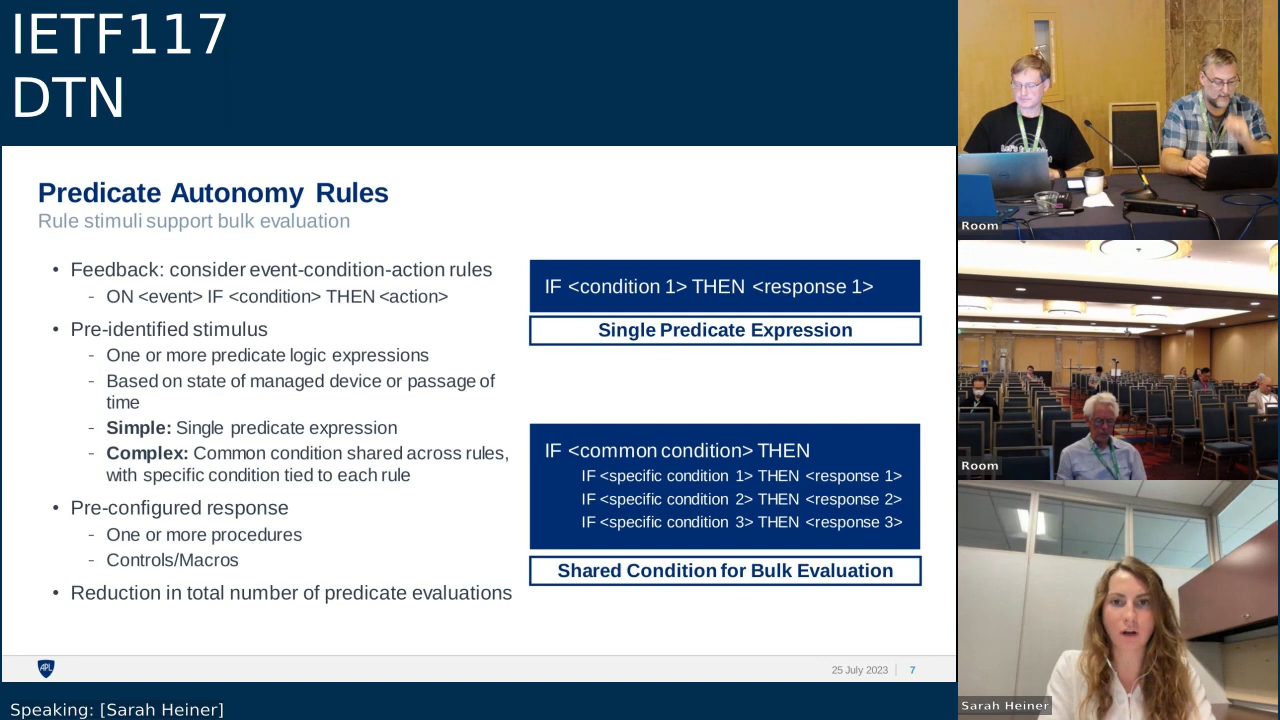 IETF117
DTN
Predicate Autonomy Rules
Rule stimuli support bulk evaluation
• Feedback: consider event-condition-action rules
- ON <event> IF <condition> THEN <action>
• Pre-identified stimulus
- One or more predicate logic expressions
- Based on state of managed device or passage of
time
- Simple: Single predicate expression
- Complex: Common condition shared across rules,
with specific condition tied to each rule
• Pre-configured response
- One or more procedures
- Controls/Macros
• Reduction in total number of predicate evaluations
IF <condition 1> THEN <response 1>
Single Predicate Expression
IF <common condition> THEN
IF <specific condition 1> THEN <response 1>
IF <specific condition 2> THEN <response 2>
IF <specific condition 3> THEN <response 3>
Shared Condition for Bulk Evaluation
APL
25 July 2023 | 7
Speaking: [Sarah Heiner]
Room
Room
Sarah Heiner